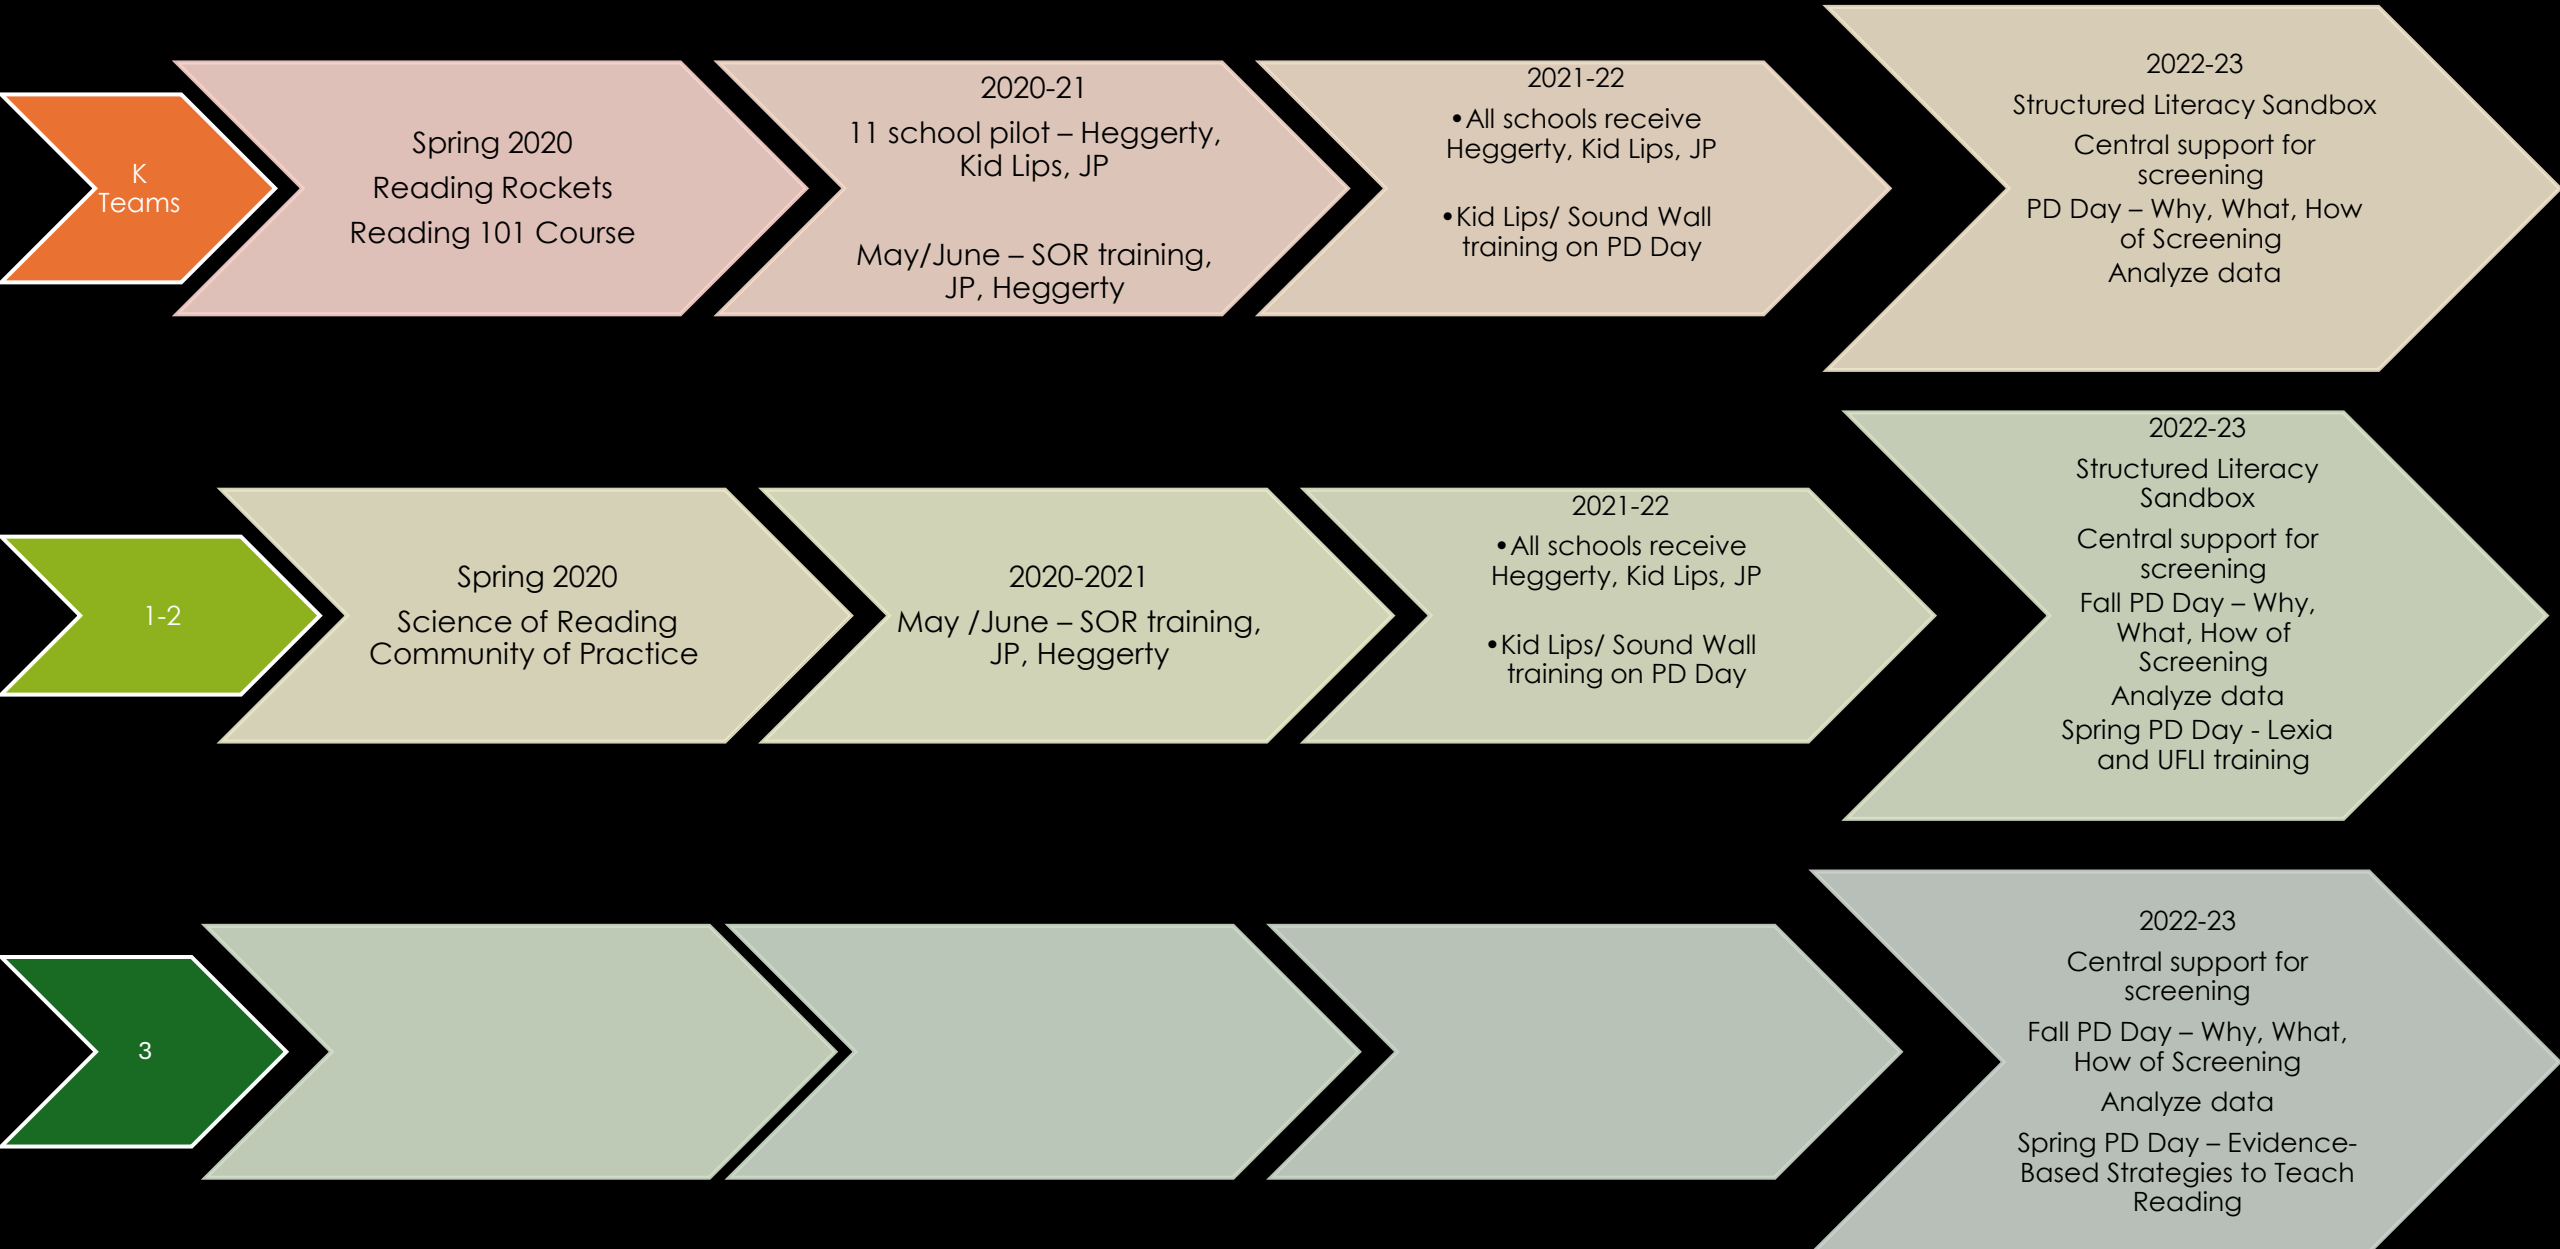 K
Teams
Spring 2020
Reading Rockets
Reading 101 Course
2020-21
11 school pilot – Heggerty,
Kid Lips, JP
May/June – SOR training,
JP, Heggerty
2021-22
•All schools receive
Heggerty, Kid Lips, JP
•Kid Lips/ Sound Wall
training on PD Day
2022-23
Structured Literacy Sandbox
Central support for
screening
PD Day – Why, What, How
of Screening
Analyze data
1-2
Spring 2020
Science of Reading
Community of Practice
2020-2021
May /June – SOR training,
JP, Heggerty
2021-22
•All schools receive
Heggerty, Kid Lips, JP
•Kid Lips/ Sound Wall
training on PD Day
2022-23
Structured Literacy
Sandbox
Central support for
screening
Fall PD Day – Why,
What, How of
Screening
Analyze data
Spring PD Day - Lexia
and UFLI training
3
2022-23
Central support for
screening
Fall PD Day – Why, What,
How of Screening
Analyze data
Spring PD Day – Evidence-
Based Strategies to Teach
Reading